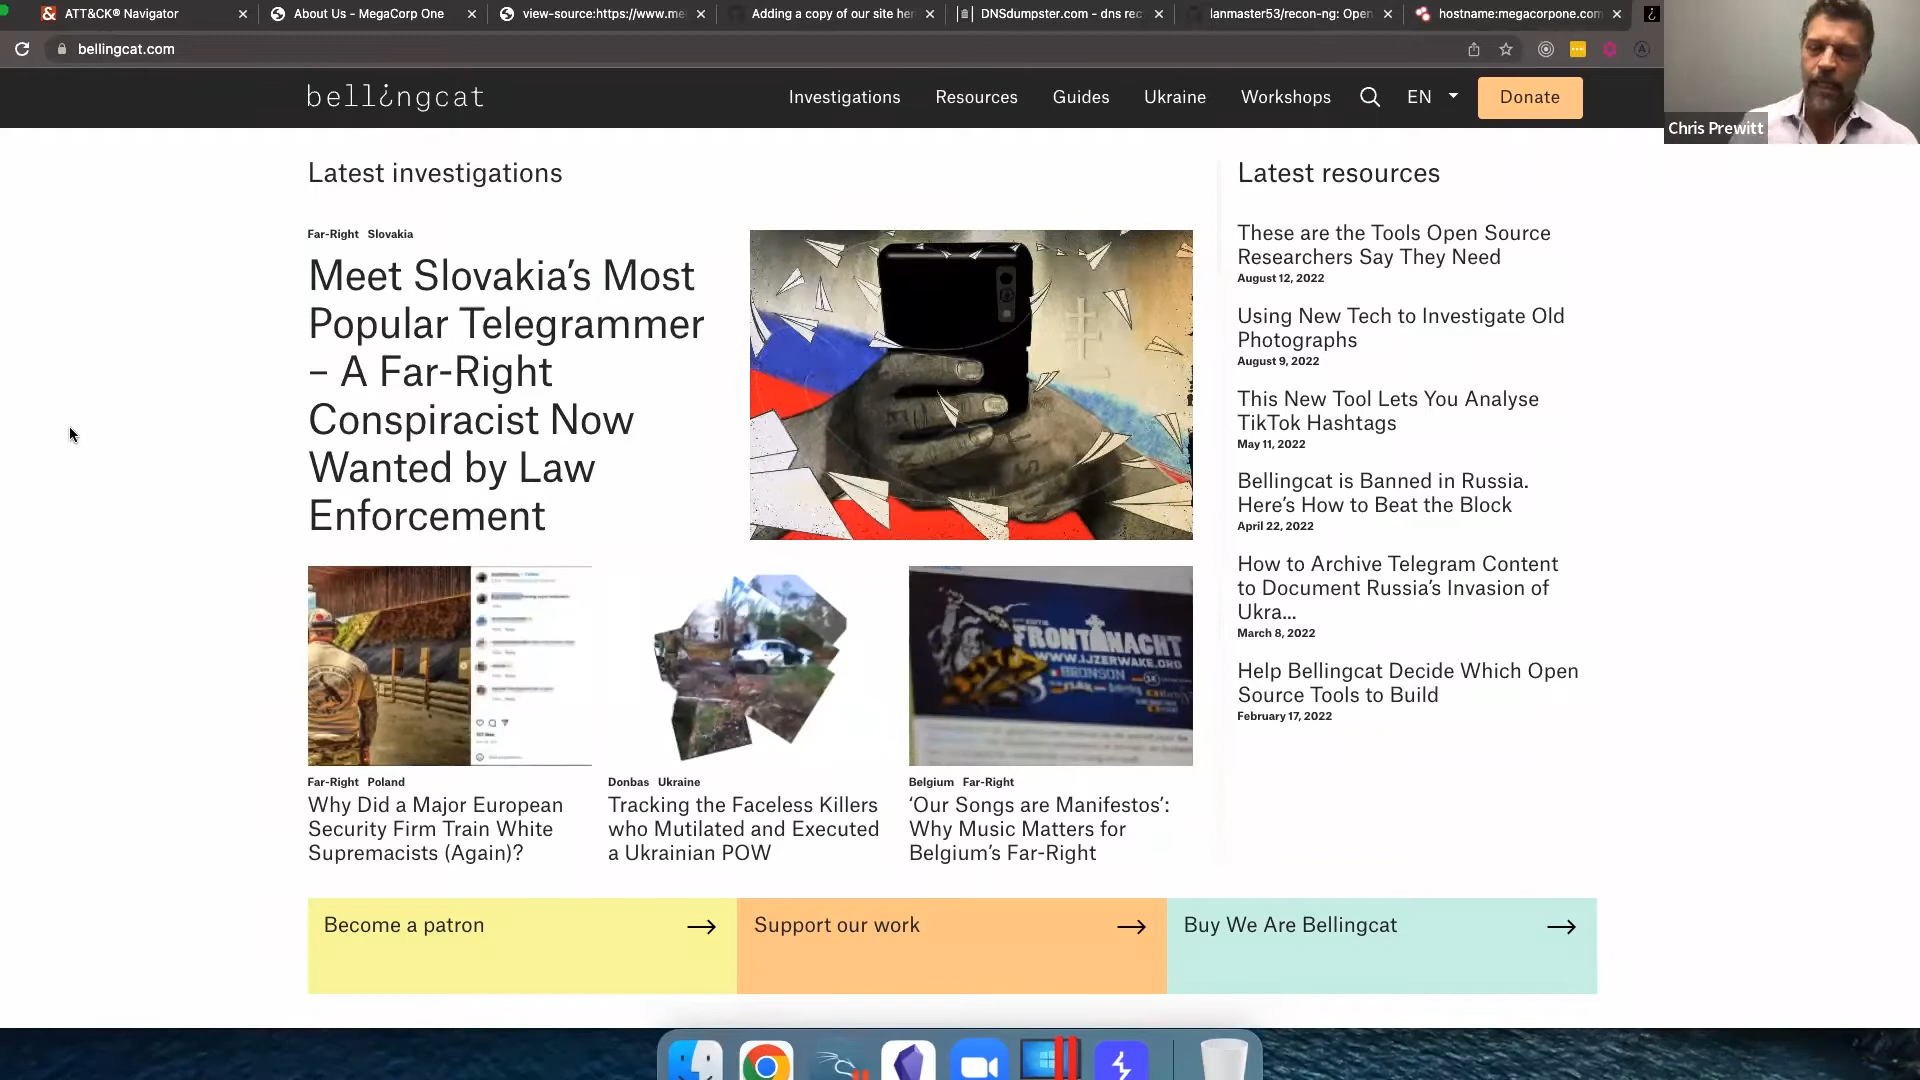 ATT&CK® Navigator
About Us - MegaCorp One
view-source:https://www.me
Adding a copy of our site her
DNSdumpster.com - dns rec
lanmaster53/recon-ng: Open
hostname:megacorpone.com
bellingcat.com
bell¿ngcat
Investigations
Resources
Guides
Ukraine
Workshops
EN
Donate
Chris Prewitt
Latest investigations
Far-Right Slovakia
Meet Slovakia’s Most
Popular Telegrammer
– A Far-Right
Conspiracist Now
Wanted by Law
Enforcement
Latest resources
These are the Tools Open Source
Researchers Say They Need
August 12, 2022
Using New Tech to Investigate Old
Photographs
August 9, 2022
This New Tool Lets You Analyse
TikTok Hashtags
May 11, 2022
Bellingcat is Banned in Russia.
Here’s How to Beat the Block
April 22, 2022
How to Archive Telegram Content
to Document Russia’s Invasion of
Ukra...
March 8, 2022
Help Bellingcat Decide Which Open
Source Tools to Build
February 17, 2022
FRONTNACHT
WWW.IJZERWAKE.ORG
BRONSON
Far-Right Poland
Why Did a Major European
Security Firm Train White
Supremacists (Again)?
Donbas Ukraine
Tracking the Faceless Killers
who Mutilated and Executed
a Ukrainian POW
Belgium Far-Right
‘Our Songs are Manifestos’:
Why Music Matters for
Belgium’s Far-Right
Become a patron
Support our work
Buy We Are Bellingcat